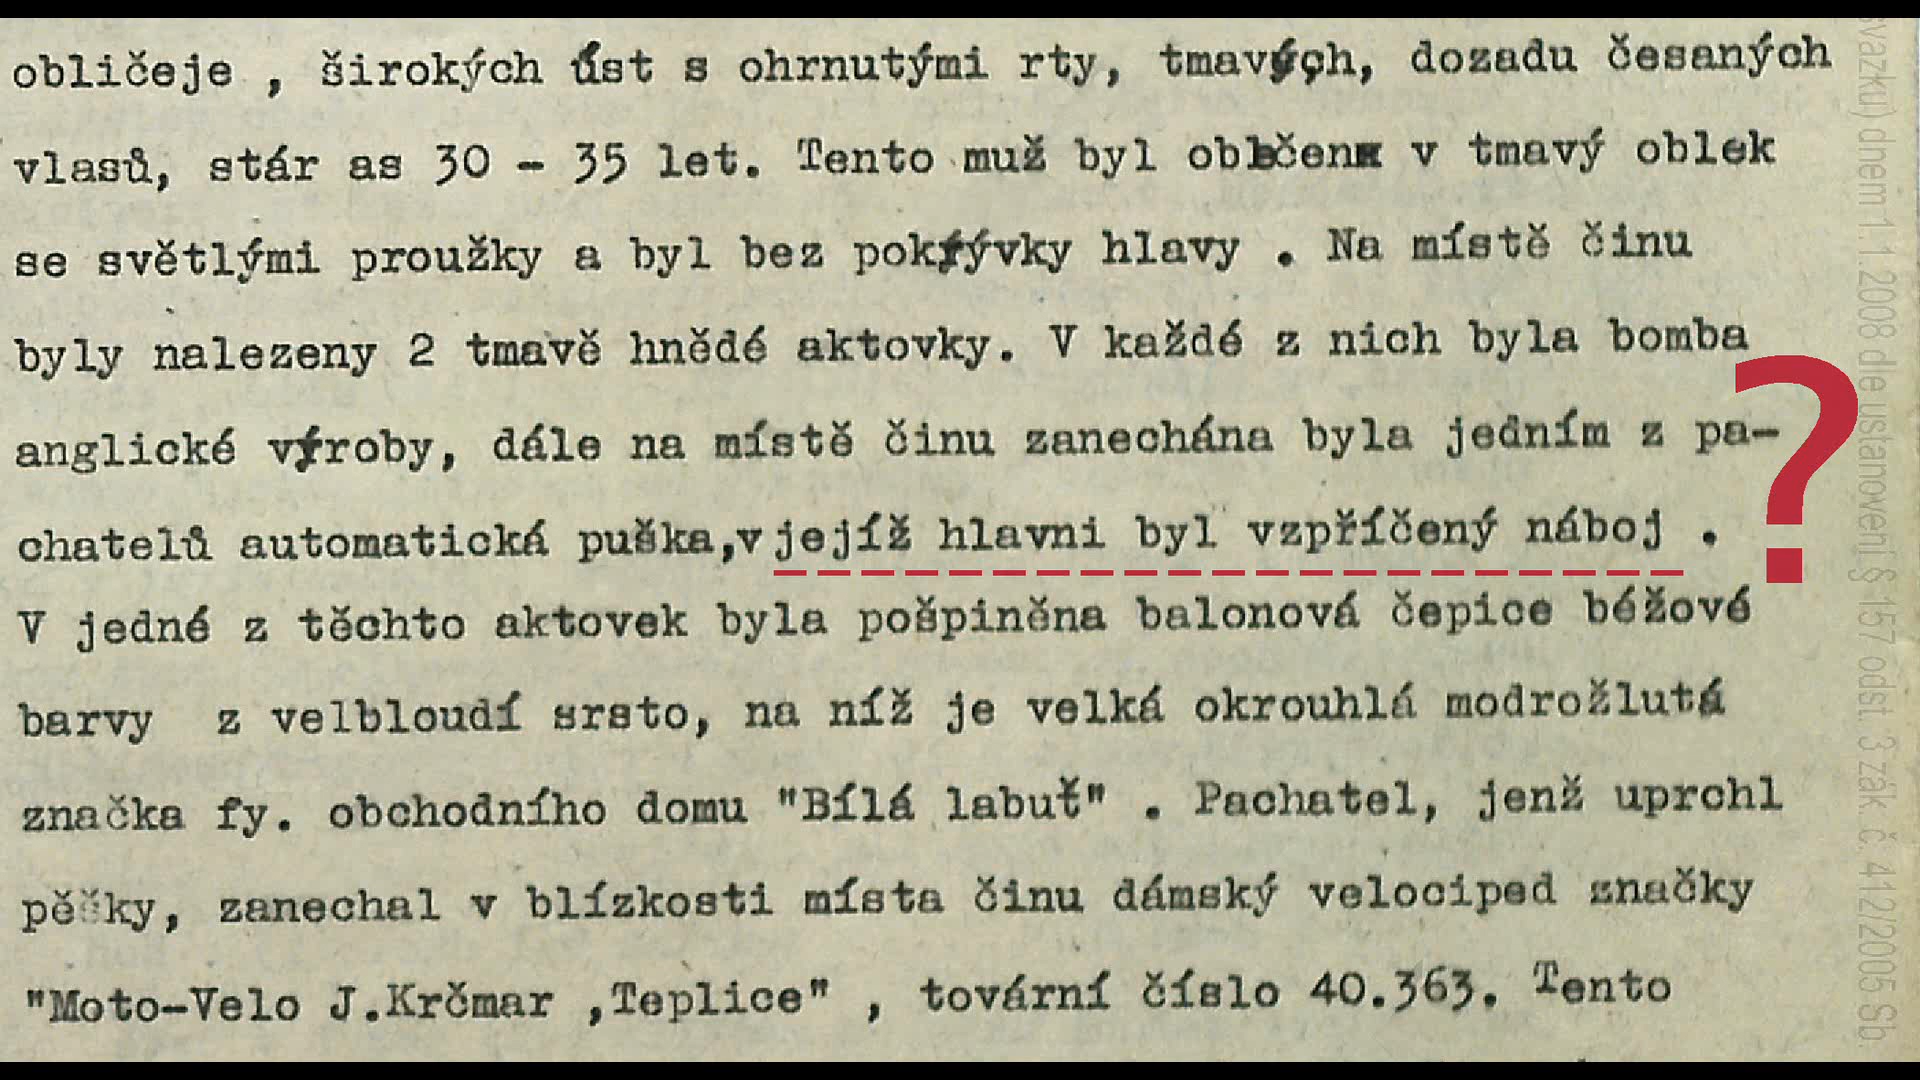 obličeje , širokých úst s ohrnutými rty, tmavých, dozadu česaných
vlasů, stár as 30 - 35 let. Tento muž byl oblečen v tmavý oblek
se světlými proužky a byl bez pokrývky hlavy . Na místě činu
byly nalezeny 2 tmavě hnědé aktovky. V každé z nich byla bomba
anglické výroby, dále na místě činu zanechána byla jedním z pa-
chatelů automatická puška,v jejíž hlavni byl vzpříčený náboj .
?
V jedné z těchto aktovek byla pošpiněna balonová čepice béžové
barvy z velbloudí srsto, na níž je velká okrouhlá modrožlutá
značka fy. obchodního domu "Bílá labuť" . Pachatel, jenž uprchl
pěšky, zanechal v blízkosti místa činu dámský velociped značky
"Moto-Velo J.Krčmar ,Teplice" , tovární číslo 40.363. Tento
svazku) dnem 1.1.2008 dle ustanovení § 157 odst. 3 zák. č. 412/2005 Sb.